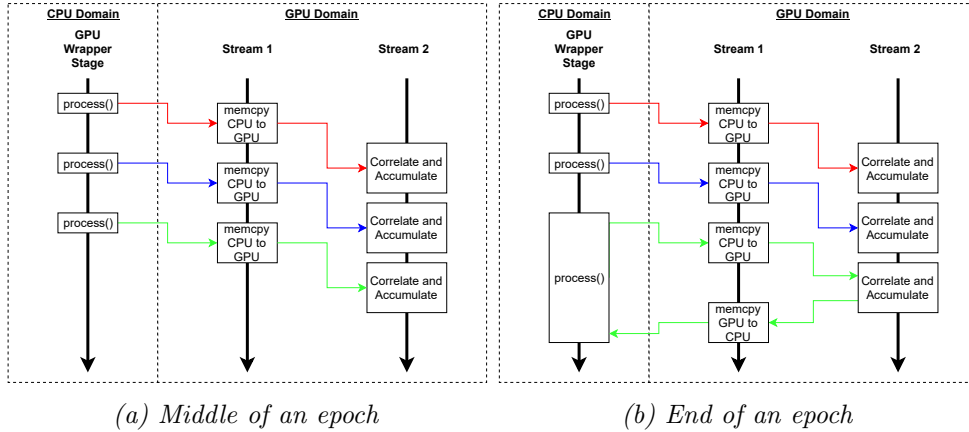 CPU Domain
GPU Domain
GPU
Wrapper
Stage
Stream 1
Stream 2
process()
memcpy
CPU to
GPU
Correlate and
Accumulate
process()
memcpy
CPU to
GPU
Correlate and
Accumulate
process()
memcpy
CPU to
GPU
Correlate and
Accumulate
(a) Middle of an epoch
CPU Domain
GPU Domain
GPU
Wrapper
Stage
Stream 1
Stream 2
process()
memcpy
CPU to
GPU
Correlate and
Accumulate
process()
memcpy
CPU to
GPU
Correlate and
Accumulate
process()
memcpy
CPU to
GPU
Correlate and
Accumulate
memcpy
GPU to
CPU
(b) End of an epoch